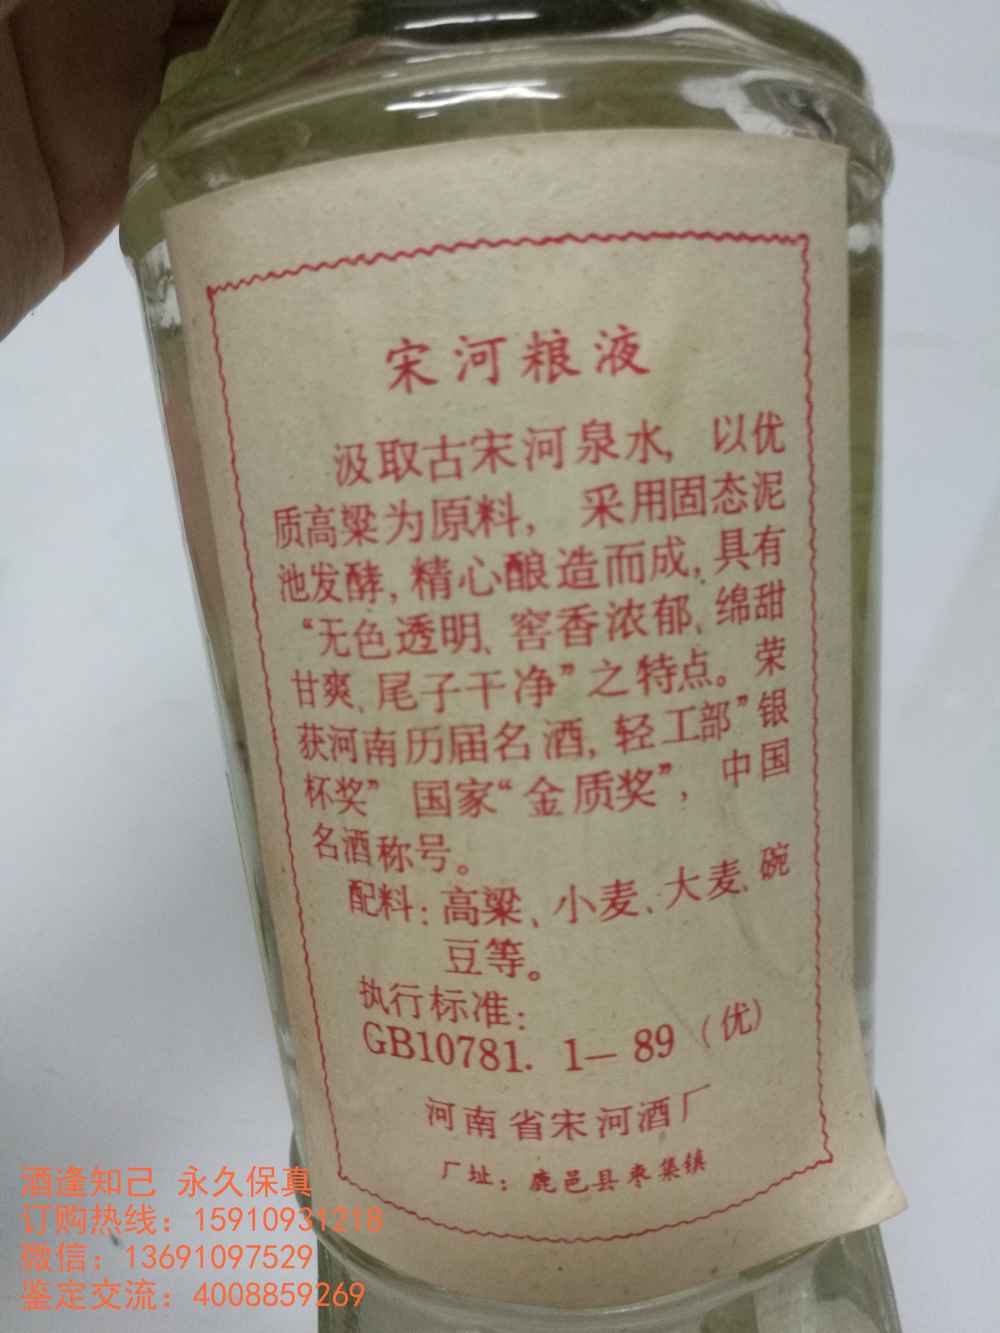 宋河粮液
汲取古宋河泉水, 以优
质高粱为原料, 采用固态泥
池发酵, 精心酿造而成, 具有
“无色透明、窖香浓郁、绵甜
甘爽、尾子干净”之特点。荣
获河南历届名酒, 轻工部”银
杯奖” 国家“金质奖”, 中国
名酒称号。
配料: 高粱、小麦、大麦、碗
豆等。
执行标准:
GB10781. 1—89 (优)
河南省宋河酒厂
厂址: 鹿邑县枣集镇
酒逢知己 永久保真
订购热线: 15910931218
微信: 13691097529
鉴定交流: 4008859269